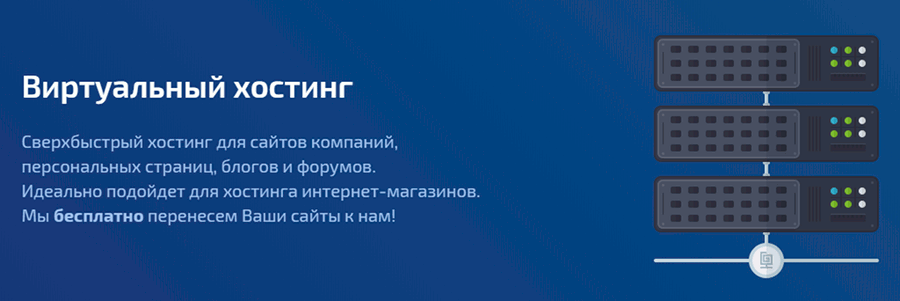 Виртуальный хостинг
Сверхбыстрый хостинг для сайтов компаний,
персональных страниц, блогов и форумов.
Идеально подойдет для хостинга интернет-магазинов.
Мы бесплатно перенесем Ваши сайты к нам!